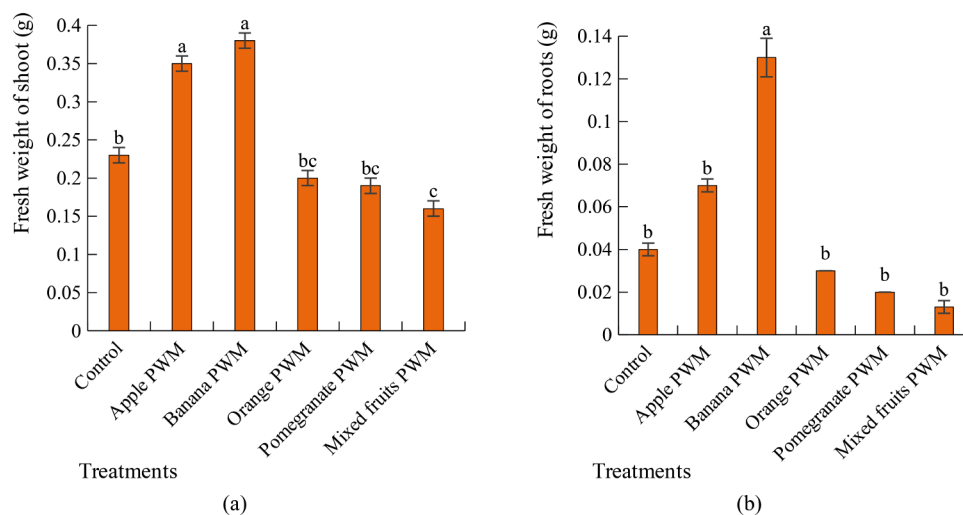 Fresh weight of shoot (g)
0.4
0.35
0.3
0.25
0.2
0.15
0.1
0.05
0
b
a
a
bc
bc
c
Control
Apple PWM
Banana PWM
Orange PWM
Pomegranate PWM
Mixed fruits PWM
Treatments
(a)
Fresh weight of roots (g)
0.14
0.12
0.1
0.08
0.06
0.04
0.02
0
b
b
a
b
b
b
Control
Apple PWM
Banana PWM
Orange PWM
Pomegranate PWM
Mixed fruits PWM
Treatments
(b)